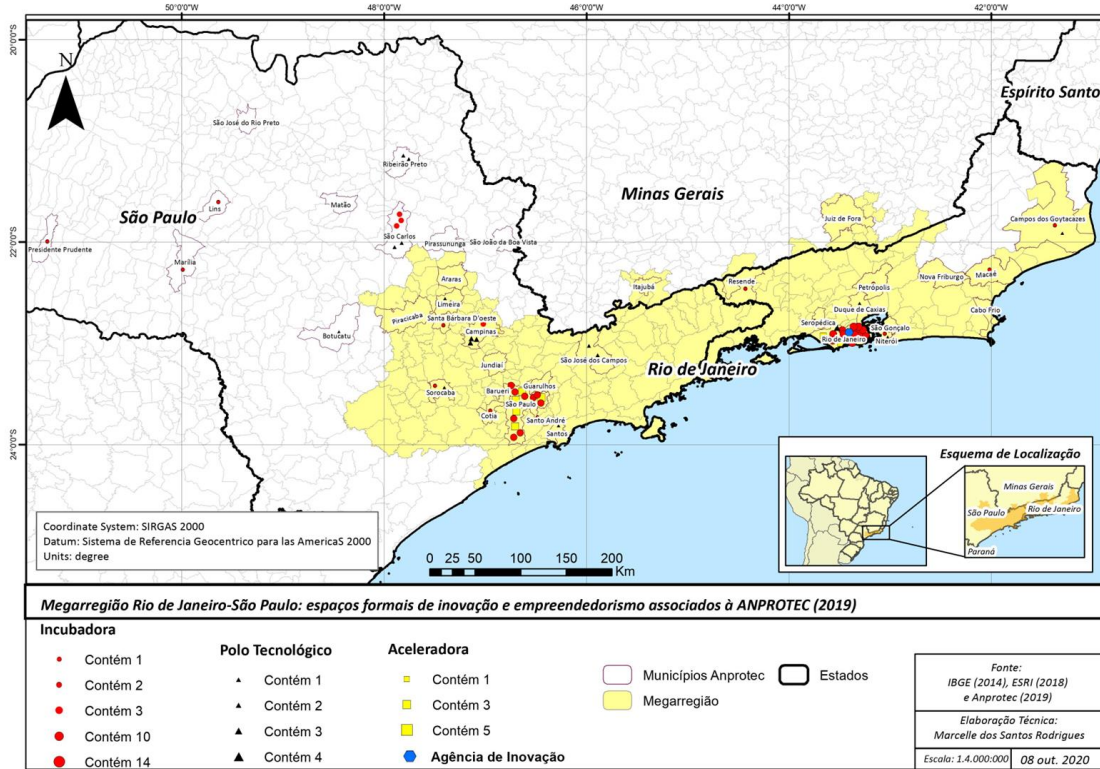 50°0'0"S
48°0'0"S
46°0'0"S
44°0'0"S
42°0'0"S
20°0'0"S
22°0'0"S
24°0'0"S
N
Espírito Santo
São José do Rio Preto
Ribeirão Preto
Minas Gerais
Lins
Matão
São Paulo
Juiz de Fora
Campos dos Goytacazes
Presidente Prudente
São Carlos
Pirassununga
São João da Boa Vista
Marília
Araras
Itajubá
Resende
Petrópolis
Nova Friburgo
Macaé
Limeira
Piracicaba
Santa Bárbara D'oeste
Duque de Caxias
Cabo Frio
Botucatu
Campinas
Seropédica
São Gonçalo
Rio de Janeiro
Niterói
Jundiaí
São José dos Campos
Rio de Janeiro
Sorocaba
Barueri
Guarulhos
São Paulo
Cotia
Santo André
Santos
Esquema de Localização
Minas Gerais
São Paulo
Rio de Janeiro
Paraná
Coordinate System: SIRGAS 2000
Datum: Sistema de Referencia Geocentrico para las AmericaS 2000
Units: degree
0 25 50 100 150 200
Km
Megarregião Rio de Janeiro-São Paulo: espaços formais de inovação e empreendedorismo associados à ANPROTEC (2019)
Incubadora
Contém 1
Contém 2
Contém 3
Contém 10
Contém 14
Polo Tecnológico
Contém 1
Contém 2
Contém 3
Contém 4
Aceleradora
Contém 1
Contém 3
Contém 5
Agência de Inovação
Municípios Anprotec
Megarregião
Estados
Fonte:
IBGE (2014), ESRI (2018)
e Anprotec (2019)
Elaboração Técnica:
Marcelle dos Santos Rodrigues
Escala: 1.4.000:000
08 out. 2020